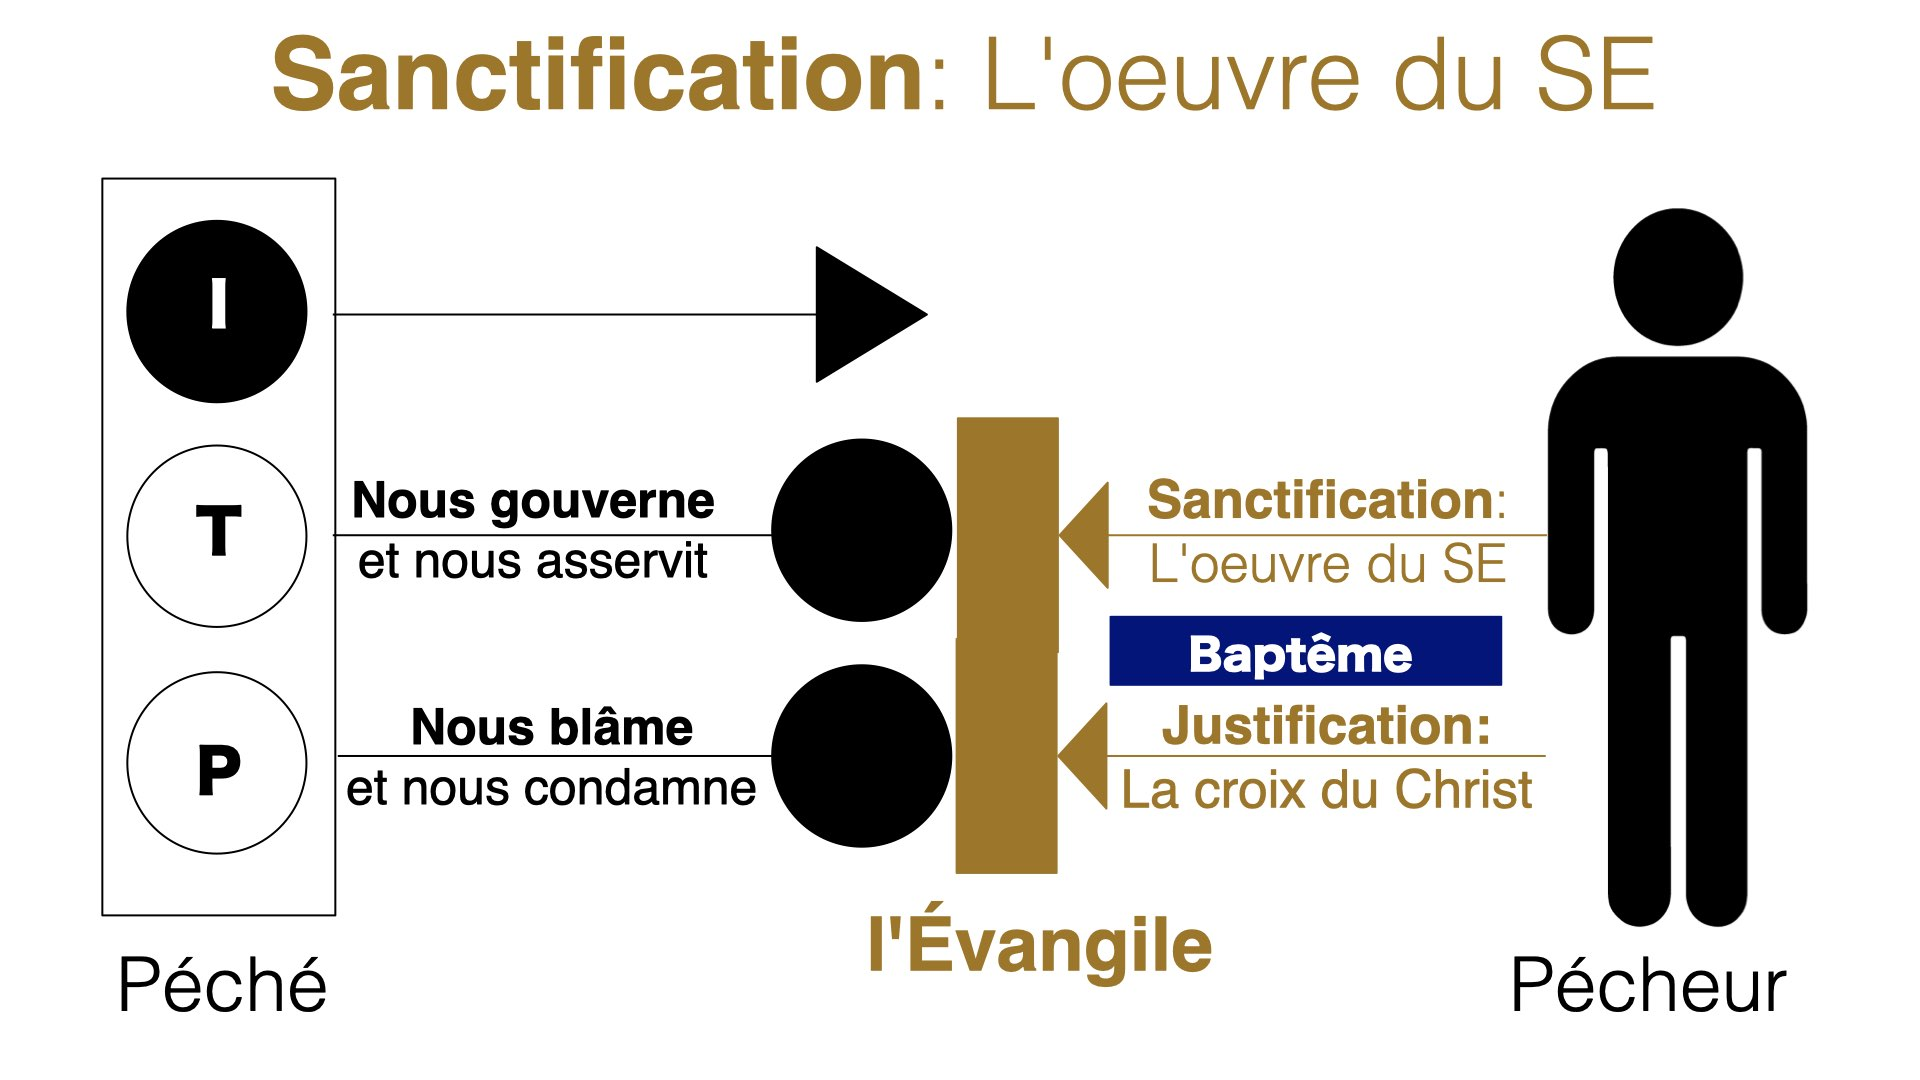 Sanctification: L'oeuvre du SE
I
T
Nous gouverne
et nous asservit
Sanctification:
L'oeuvre du SE
Baptême
P
Nous blâme
et nous condamne
Justification:
La croix du Christ
l'Évangile
Péché
Pécheur